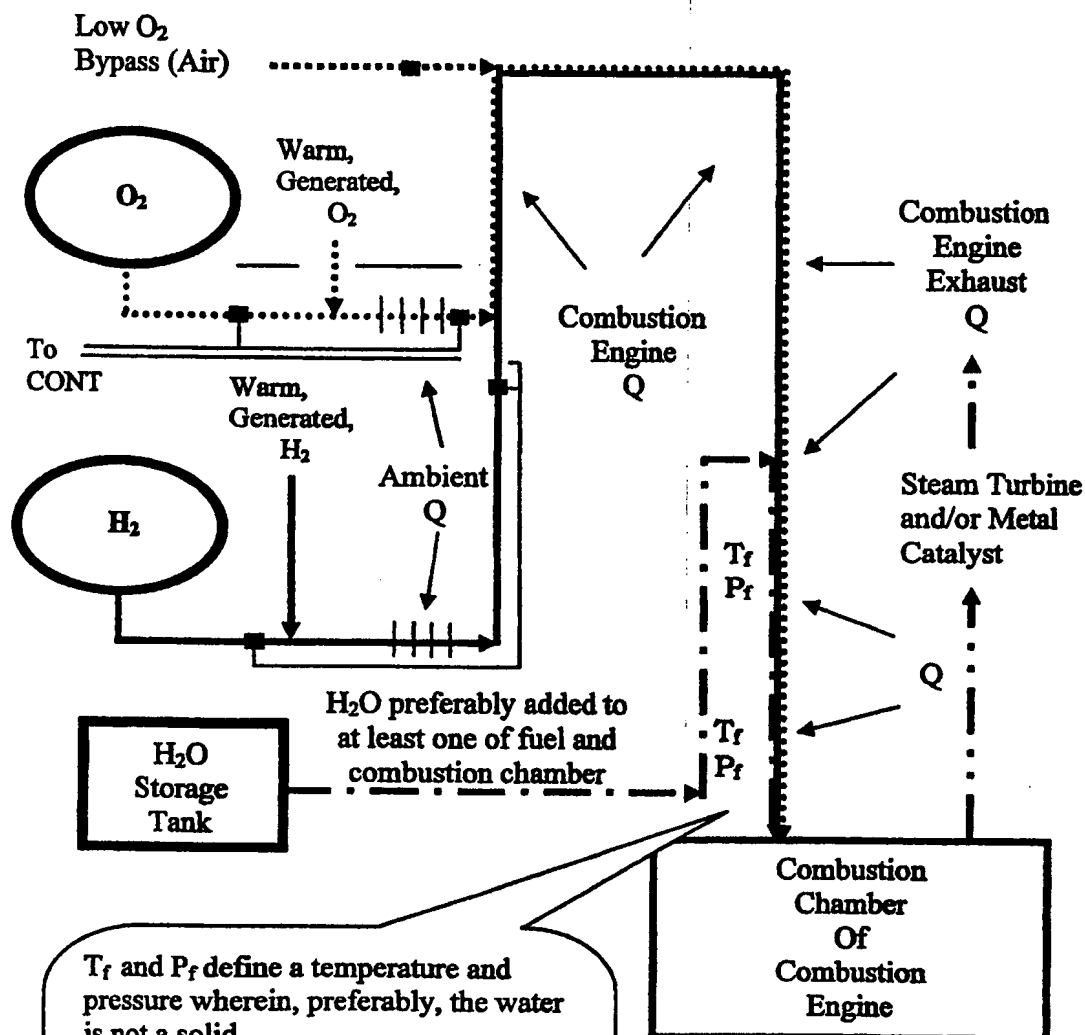 Low O₂
Bypass (Air)
O₂
Warm,
Generated,
O₂
Combustion
Engine
Exhaust
Q
Combustion
Engine
Q
To
CONT
Warm,
Generated,
H₂
Ambient
Q
H₂
Steam Turbine
and/or Metal
Catalyst
T_f
P_f
Q
T_f
P_f
H₂O preferably added to
at least one of fuel and
combustion chamber
H₂O
Storage
Tank
Combustion
Chamber
Of
Combustion
Engine
T_f and P_f define a temperature and
pressure wherein, preferably, the water
is not a solid